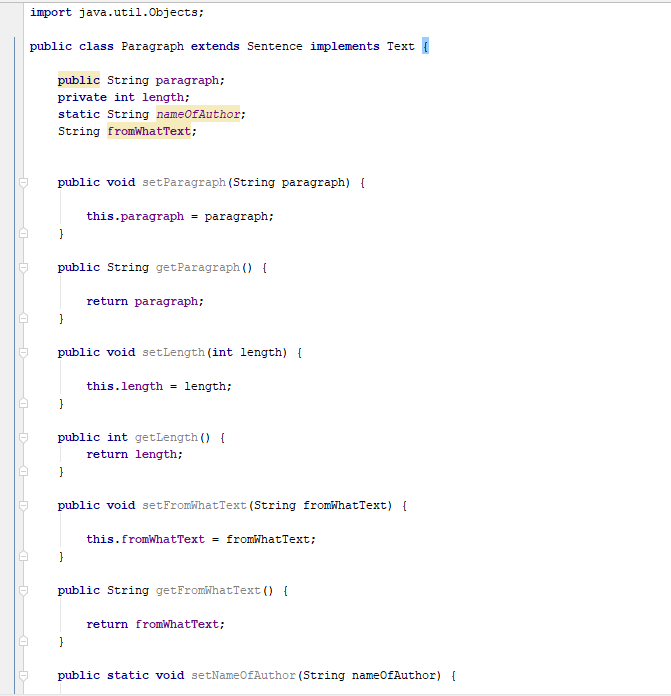 import java.util.Objects;
public class Paragraph extends Sentence implements Text {
public String paragraph;
private int length;
static String nameOfAuthor;
String fromWhatText;
public void setParagraph(String paragraph) {
this.paragraph = paragraph;
}
public String getParagraph() {
return paragraph;
}
public void setLength(int length) {
this.length = length;
}
public int getLength() {
return length;
}
public void setFromWhatText(String fromWhatText) {
this.fromWhatText = fromWhatText;
}
public String getFromWhatText() {
return fromWhatText;
}
public static void setNameOfAuthor(String nameOfAuthor) {